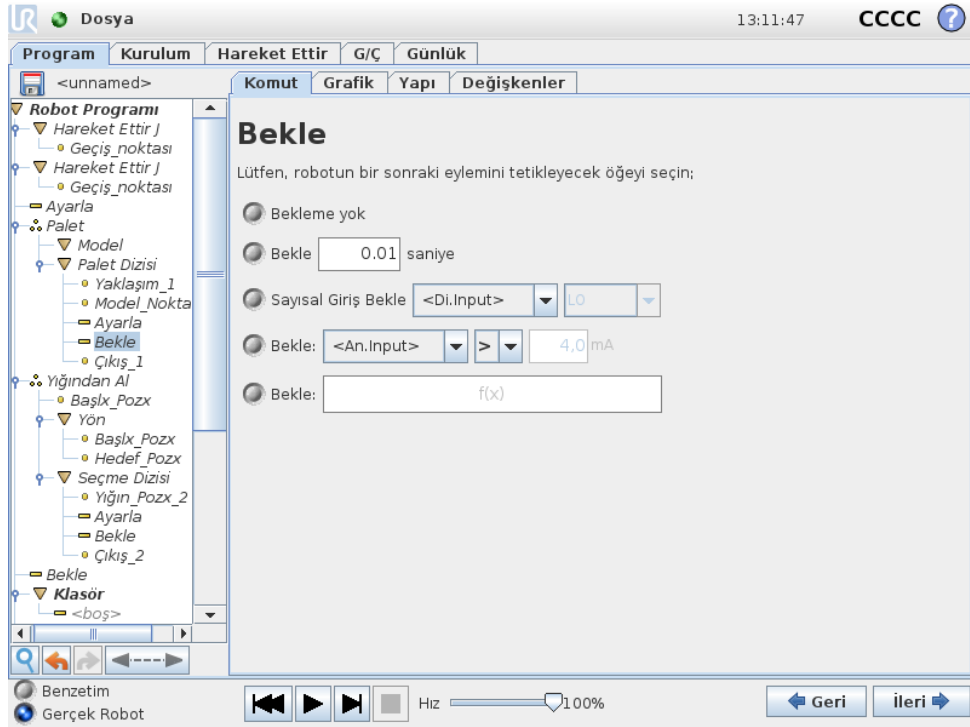 UR Dosya 13:11:47 CCCC ?
Program Kurulum Hareket Ettir G/Ç Günlük
<unnamed>
Komut Grafik Yapı Değişkenler
Robot Programı
Hareket Ettir J
Geçiş_noktası
Hareket Ettir J
Geçiş_noktası
Ayarla
Palet
Model
Palet Dizisi
Yaklaşım_1
Model_Nokta
Ayarla
Bekle
Çıkış_1
Yığından Al
Başlx_Pozx
Yön
Başlx_Pozx
Hedef_Pozx
Seçme Dizisi
Yığın_Pozx_2
Ayarla
Bekle
Çıkış_2
Bekle
Klasör
<boş>
Bekle
Lütfen, robotun bir sonraki eylemini tetikleyecek öğeyi seçin;
Bekleme yok
Bekle 0.01 saniye
Sayısal Giriş Bekle <Di.Input> L0
Bekle: <An.Input> > 4,0 mA
Bekle: f(x)
Benzetim
Gerçek Robot
Hız 100%
Geri İleri